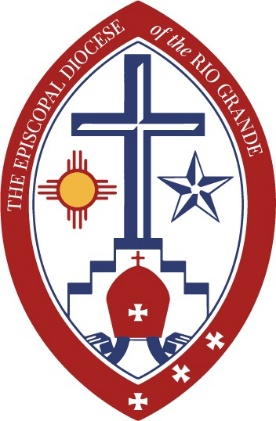 THE EPISCOPAL DIOCESE of the RIO GRANDE